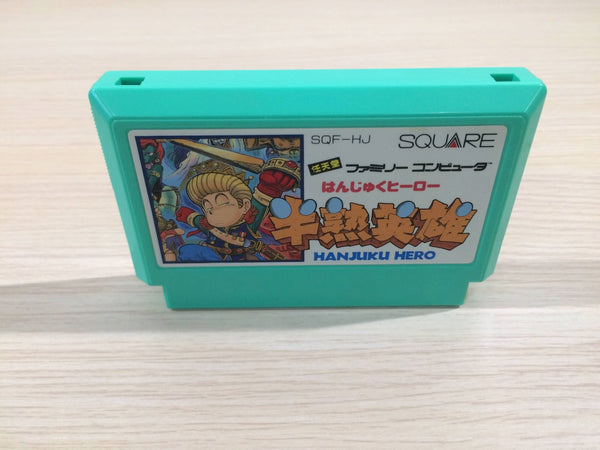 SQF-HJ SQUARE
任天堂 ファミリーコンピュータ
はんじゅくヒーロー
半熟英雄
HANJUKU HERO